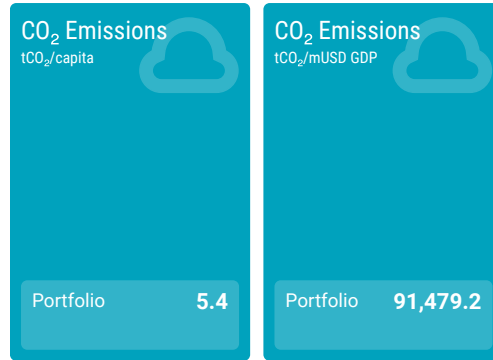 CO₂ Emissions
tCO₂/capita
Portfolio 5.4
CO₂ Emissions
tCO₂/mUSD GDP
Portfolio 91,479.2